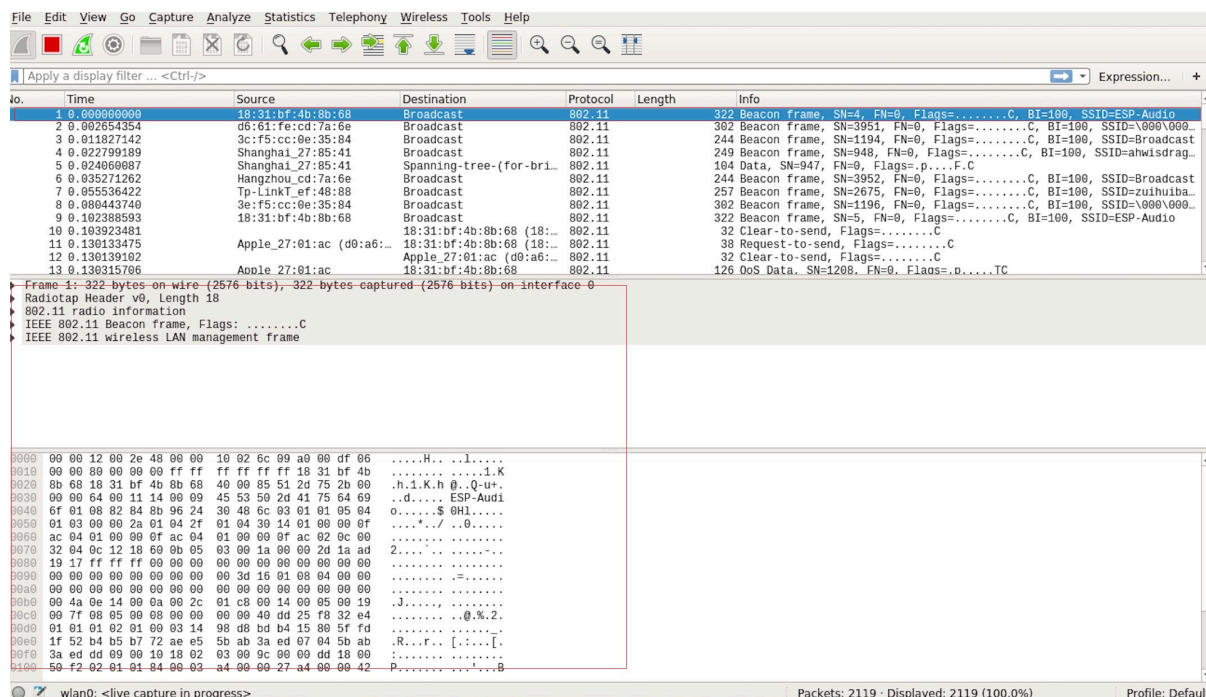 File Edit View Go Capture Analyze Statistics Telephony Wireless Tools Help
Apply a display filter ... <Ctrl-/> Expression... +
No. Time Source Destination Protocol Length Info
1 0.000000000 18:31:bf:4b:8b:68 Broadcast 802.11 322 Beacon frame, SN=4, FN=0, Flags=........C, BI=100, SSID=ESP-Audio
2 0.002654354 d6:61:fe:cd:7a:6e Broadcast 802.11 302 Beacon frame, SN=3951, FN=0, Flags=........C, BI=100, SSID=\000\000…
3 0.011827142 3c:f5:cc:0e:35:84 Broadcast 802.11 244 Beacon frame, SN=1194, FN=0, Flags=........C, BI=100, SSID=Broadcast
4 0.022799189 Shanghai_27:85:41 Broadcast 802.11 249 Beacon frame, SN=948, FN=0, Flags=........C, BI=100, SSID=ahwisdrag…
5 0.024060087 Shanghai_27:85:41 Spanning-tree-(for-bri… 802.11 104 Data, SN=947, FN=0, Flags=.p....F.C
6 0.035271262 Hangzhou_cd:7a:6e Broadcast 802.11 244 Beacon frame, SN=3952, FN=0, Flags=........C, BI=100, SSID=Broadcast
7 0.055536422 Tp-LinkT_ef:48:88 Broadcast 802.11 257 Beacon frame, SN=2675, FN=0, Flags=........C, BI=100, SSID=zuihuiba…
8 0.080443740 3e:f5:cc:0e:35:84 Broadcast 802.11 302 Beacon frame, SN=1196, FN=0, Flags=........C, BI=100, SSID=\000\000…
9 0.102388593 18:31:bf:4b:8b:68 Broadcast 802.11 322 Beacon frame, SN=5, FN=0, Flags=........C, BI=100, SSID=ESP-Audio
10 0.103923481 18:31:bf:4b:8b:68 (18:… 802.11 32 Clear-to-send, Flags=........C
11 0.130133475 Apple_27:01:ac (d0:a6:… 18:31:bf:4b:8b:68 (18:… 802.11 38 Request-to-send, Flags=........C
12 0.130139102 Apple_27:01:ac (d0:a6:… 802.11 32 Clear-to-send, Flags=........C
13 0.130315706 Apple_27:01:ac 18:31:bf:4b:8b:68 802.11 126 QoS Data, SN=1208, FN=0, Flags=.p.....TC
Frame 1: 322 bytes on wire (2576 bits), 322 bytes captured (2576 bits) on interface 0
Radiotap Header v0, Length 18
802.11 radio information
IEEE 802.11 Beacon frame, Flags: ........C
IEEE 802.11 wireless LAN management frame
0000 00 00 12 00 2e 48 00 00 10 02 6c 09 a0 00 df 06 .....H.. ..l.....
0010 00 00 80 00 00 00 ff ff ff ff ff ff 18 31 bf 4b ........ .....1.K
0020 8b 68 18 31 bf 4b 8b 68 40 00 85 51 2d 75 2b 00 .h.1.K.h @..Q-u+.
0030 00 00 64 00 11 14 00 09 45 53 50 2d 41 75 64 69 ..d..... ESP-Audi
0040 6f 01 08 82 84 8b 96 24 30 48 6c 03 01 01 05 04 o......$ 0Hl.....
0050 01 03 00 00 2a 01 04 2f 01 04 30 14 01 00 00 0f ....*../ ..0.....
0060 ac 04 01 00 00 0f ac 04 01 00 00 0f ac 02 0c 00 ........ ........
0070 32 04 0c 12 18 60 0b 05 03 00 1a 00 00 2d 1a ad 2....`.. .....-..
0080 19 17 ff ff ff 00 00 00 00 00 00 00 00 00 00 00 ........ ........
0090 00 00 00 00 00 00 00 00 00 3d 16 01 08 04 00 00 ........ .=......
00a0 00 00 00 00 00 00 00 00 00 00 00 00 00 00 00 00 ........ ........
00b0 00 4a 0e 14 00 0a 00 2c 01 c8 00 14 00 05 00 19 .J....., ........
00c0 00 7f 08 05 00 08 00 00 00 00 40 dd 25 f8 32 e4 ........ ..@.%.2.
00d0 01 01 01 02 01 00 03 14 98 d8 bd b4 15 80 5f fd ........ ......_.
00e0 1f 52 b4 b5 b7 72 ae e5 5b ab 3a ed 07 04 5b ab .R...r.. [.:...[.
00f0 3a ed dd 09 00 10 18 02 03 00 9c 00 00 dd 18 00 :....... ........
0100 50 f2 02 01 01 84 00 03 a4 00 00 27 a4 00 00 42 P....... ...'...B
wlan0: <live capture in progress> Packets: 2119 · Displayed: 2119 (100.0%) Profile: Defaul